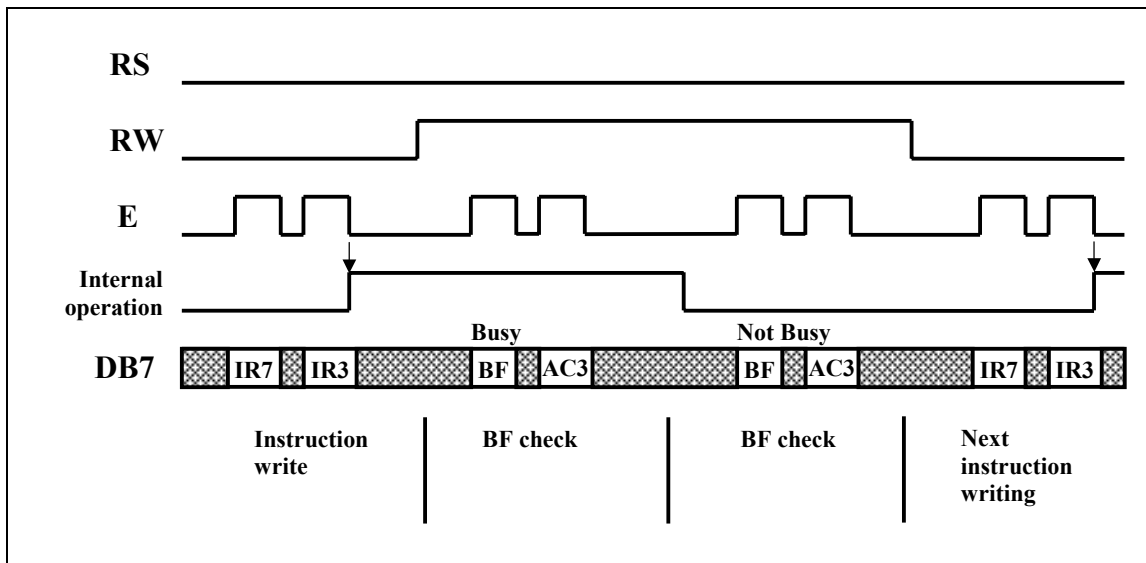 RS
RW
E
Internal
operation
Busy Not Busy
DB7 IR7 IR3 BF AC3 BF AC3 IR7 IR3
Instruction
write
BF check
BF check
Next
instruction
writing